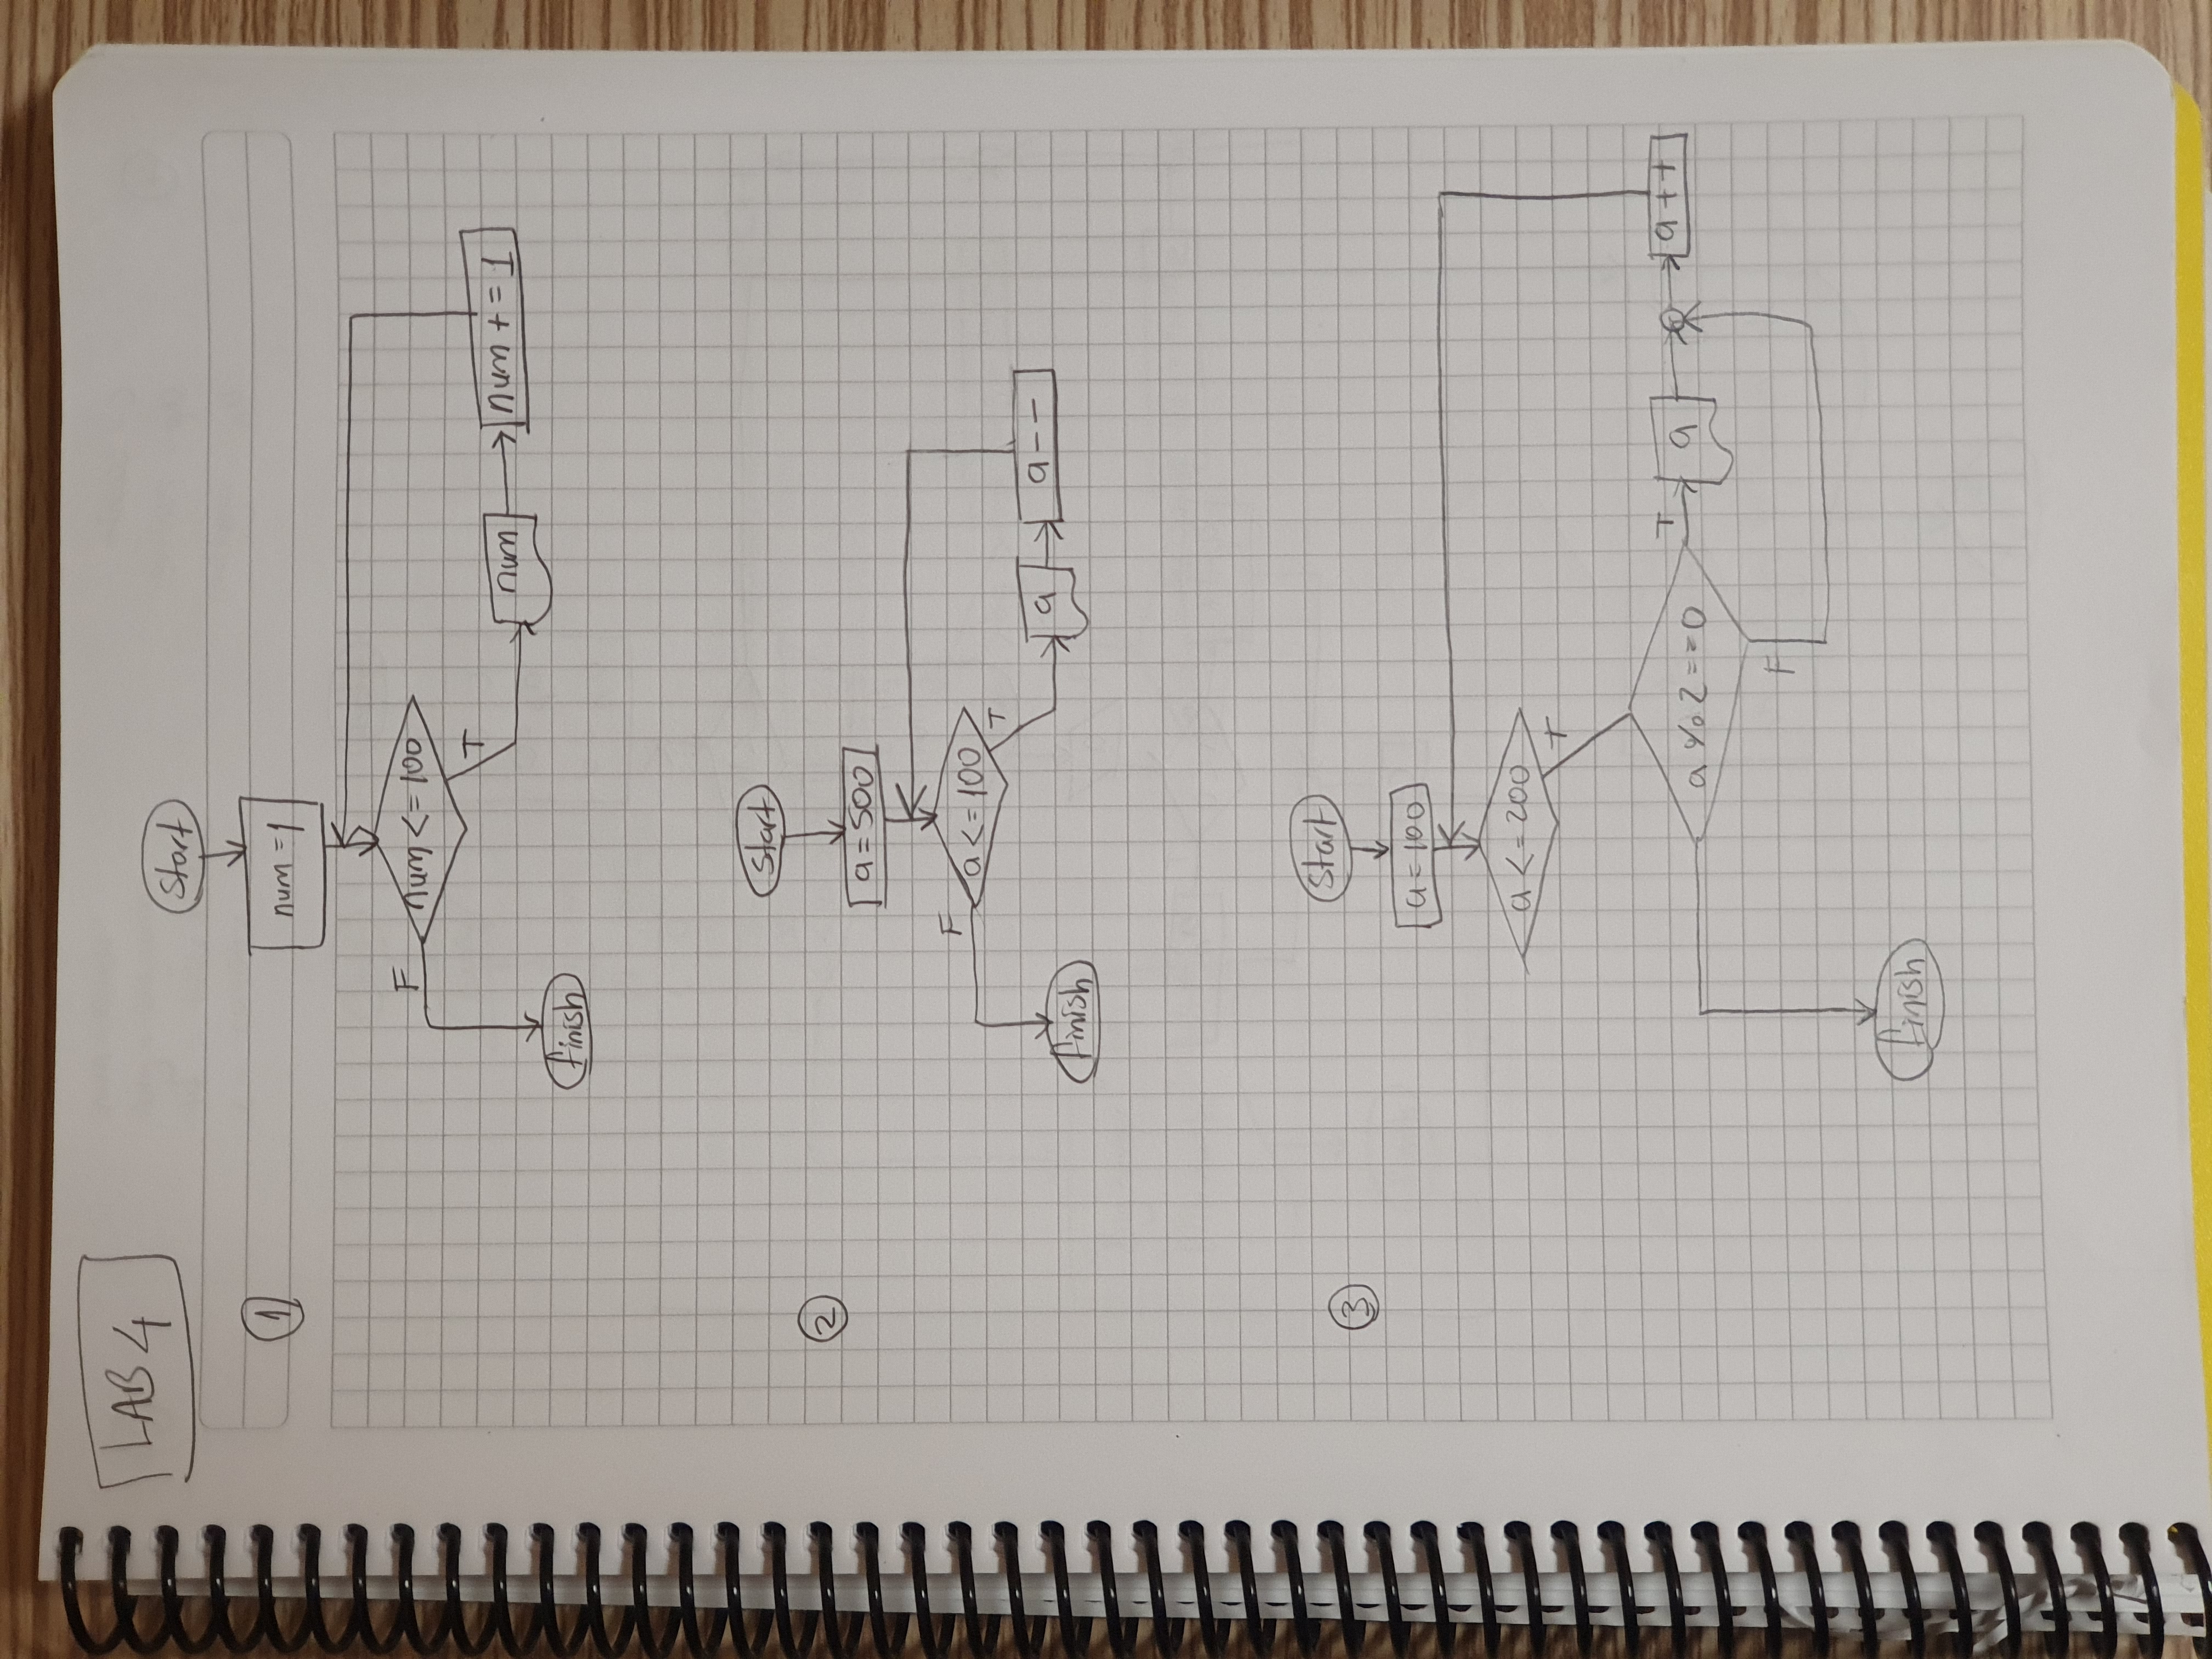 LAB 4
Start
1
num = 1
F
num <= 100
T
num
num + = 1
finish
Start
2
a = 500
F
a <= 100
T
a
a - -
finish
Start
3
a = 100
a <= 200
T
a % 2 == 0
T
a
a + +
F
finish